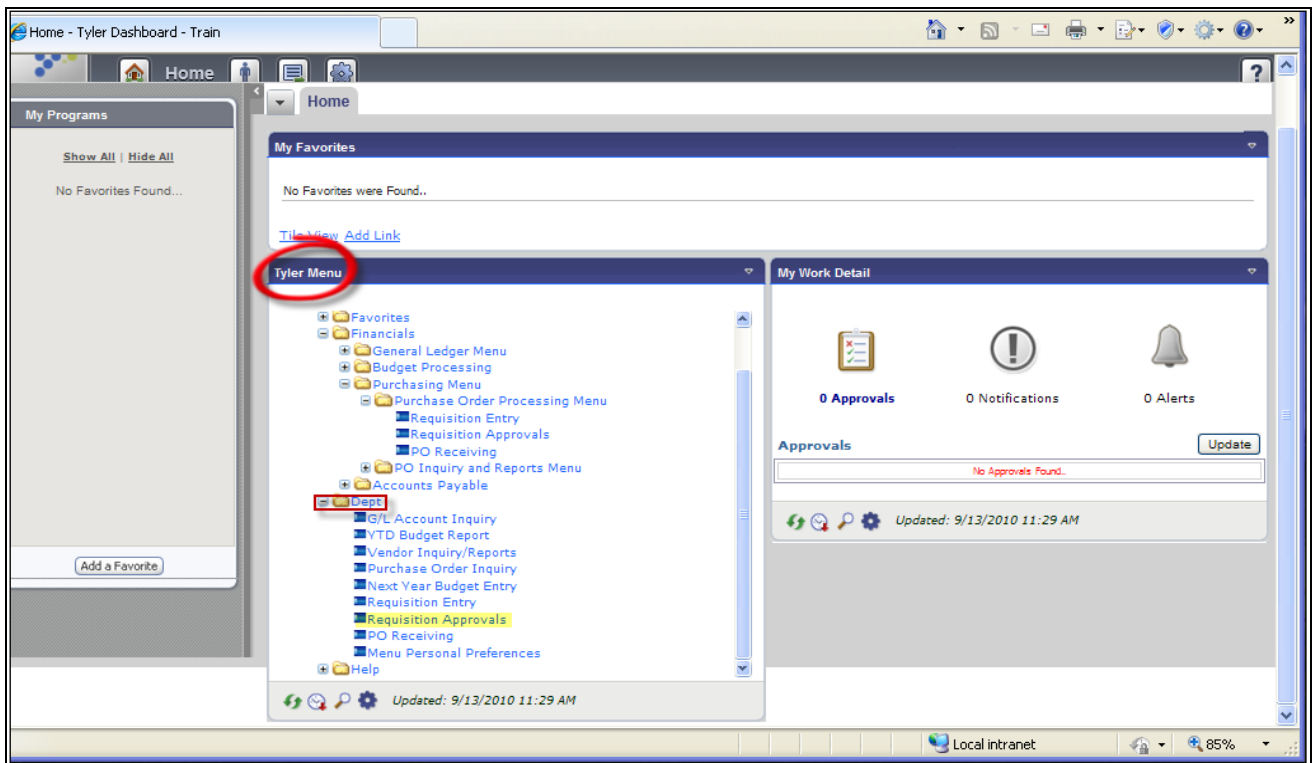 Home - Tyler Dashboard - Train
»
Home
?
My Programs
Show All | Hide All
No Favorites Found...
Add a Favorite
Home
My Favorites
No Favorites were Found..
Tile View Add Link
Tyler Menu
Favorites
Financials
General Ledger Menu
Budget Processing
Purchasing Menu
Purchase Order Processing Menu
Requisition Entry
Requisition Approvals
PO Receiving
PO Inquiry and Reports Menu
Accounts Payable
Dept
G/L Account Inquiry
YTD Budget Report
Vendor Inquiry/Reports
Purchase Order Inquiry
Next Year Budget Entry
Requisition Entry
Requisition Approvals
PO Receiving
Menu Personal Preferences
Help
Updated: 9/13/2010 11:29 AM
My Work Detail
0 Approvals 0 Notifications 0 Alerts
Approvals Update
No Approvals Found..
Updated: 9/13/2010 11:29 AM
Local intranet 85%